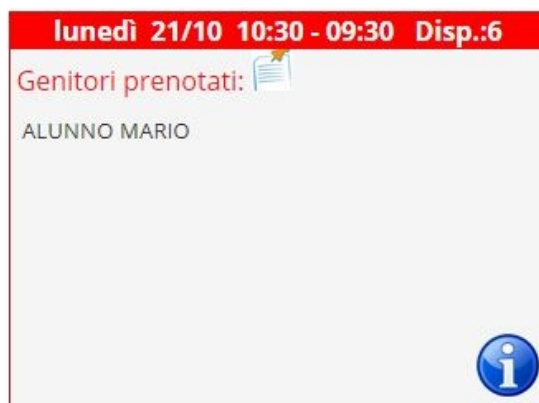 lunedì 21/10 10:30 - 09:30 Disp.:6
Genitori prenotati:
ALUNNO MARIO